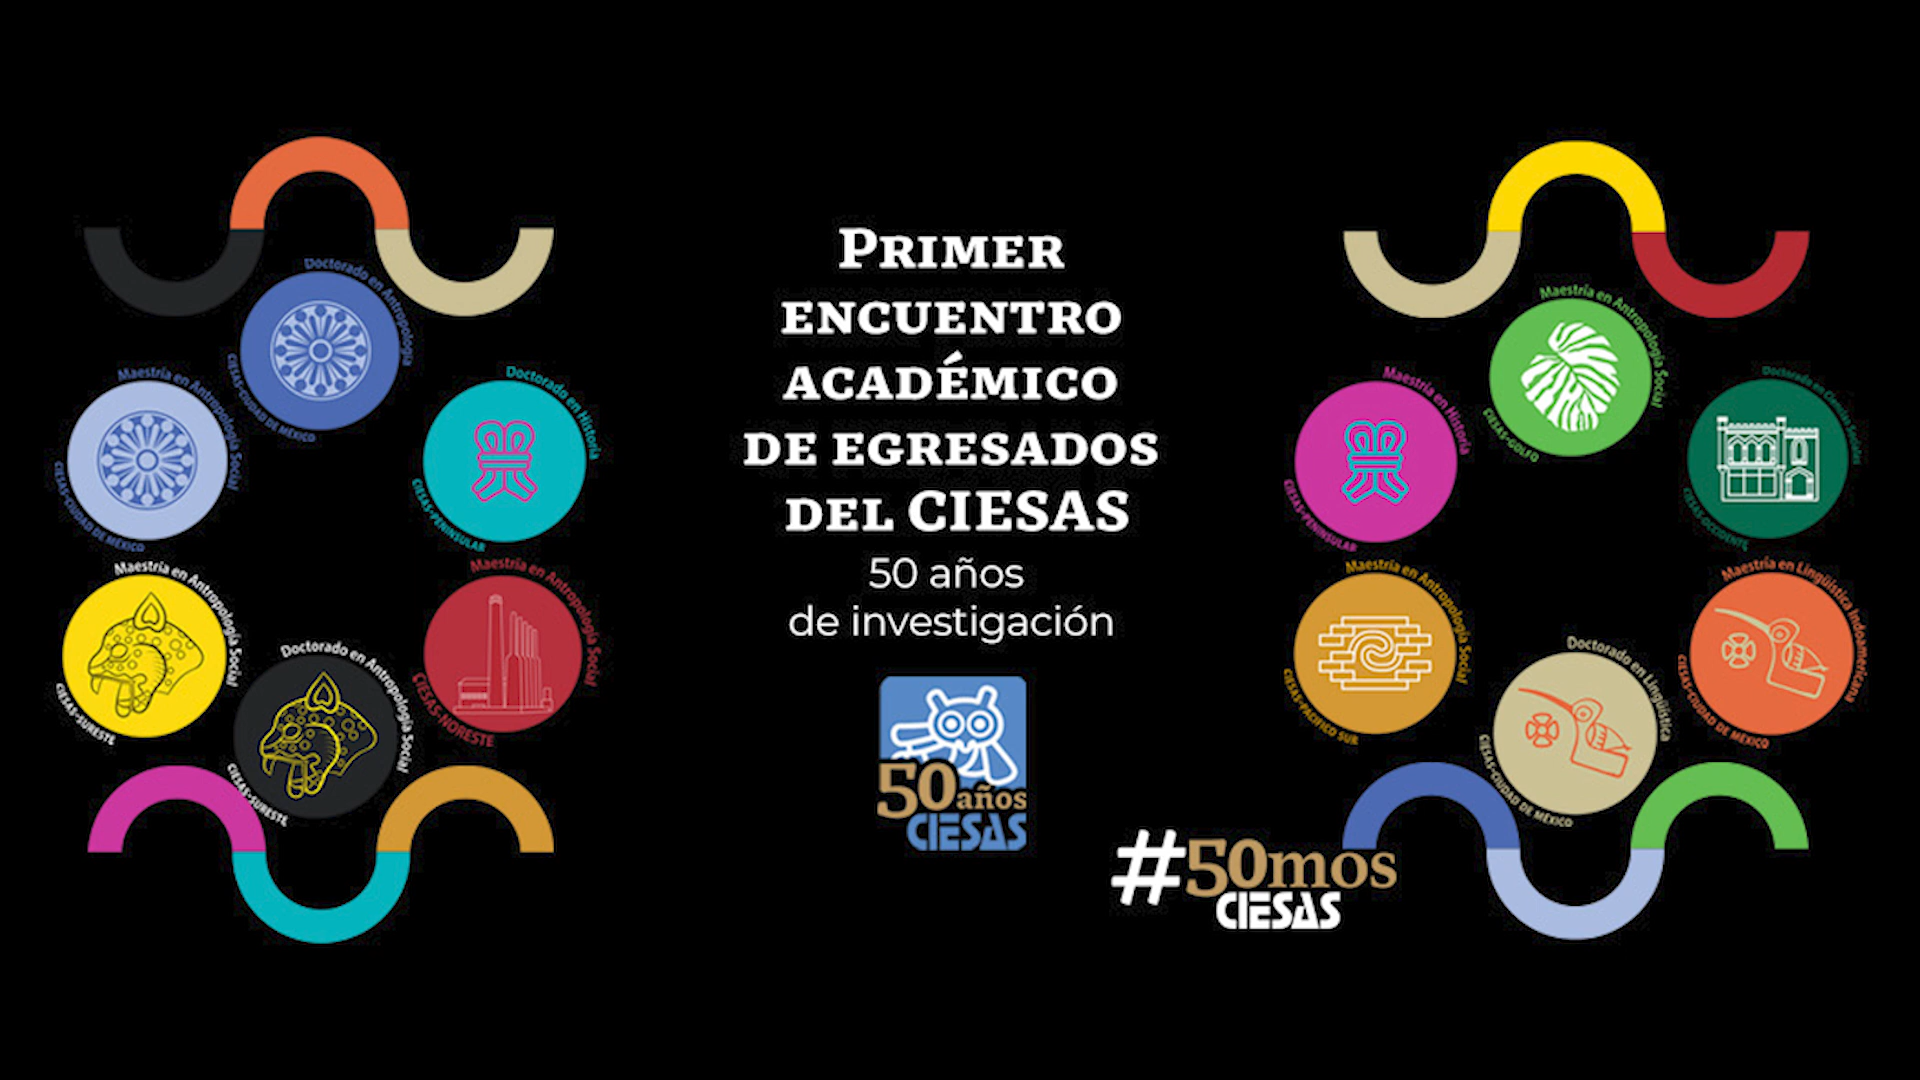 Primer
encuentro
académico
de egresados
del CIESAS
50 años
de investigación
50 años
CIESAS
#50mos
CIESAS
Doctorado en Antropología
CIESAS-CIUDAD DE MÉXICO
Maestría en Antropología Social
CIESAS-CIUDAD DE MÉXICO
Doctorado en Historia
CIESAS-PENINSULAR
Maestría en Antropología Social
CIESAS-SURESTE
Doctorado en Antropología Social
CIESAS-SURESTE
Maestría en Antropología Social
CIESAS-NORESTE
Maestría en Antropología Social
CIESAS-GOLFO
Maestría en Historia
CIESAS-PENINSULAR
Doctorado en Ciencias Sociales
CIESAS-OCCIDENTE
Maestría en Antropología Social
CIESAS-PACÍFICO SUR
Doctorado en Lingüística
CIESAS-CIUDAD DE MÉXICO
Maestría en Lingüística Indoamericana
CIESAS-CIUDAD DE MÉXICO